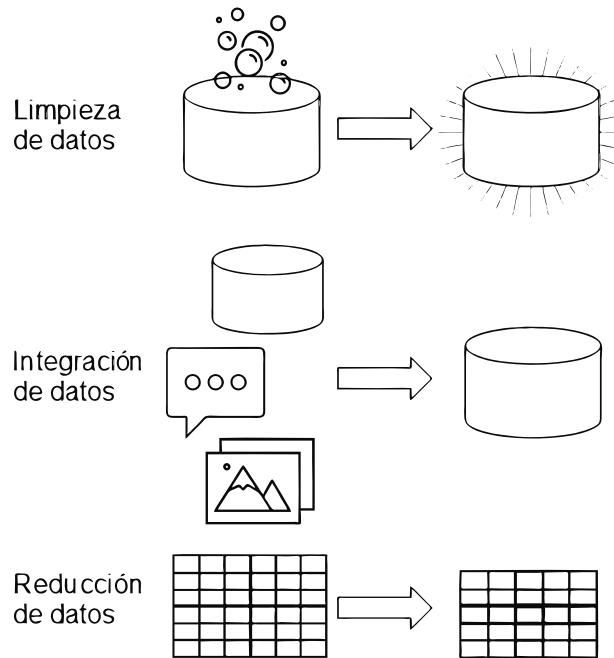 Limpieza
de datos
Integración
de datos
Reducción
de datos